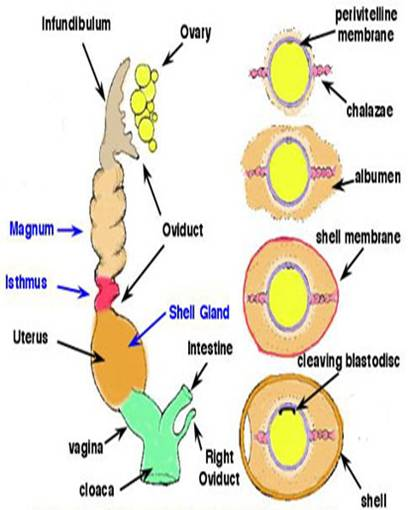 Infundibulum
Ovary
Magnum
Oviduct
Isthmus
Shell Gland
Uterus
Intestine
vagina
Right
Oviduct
cloaca
perivitelline
membrane
chalazae
albumen
shell membrane
cleaving blastodisc
shell